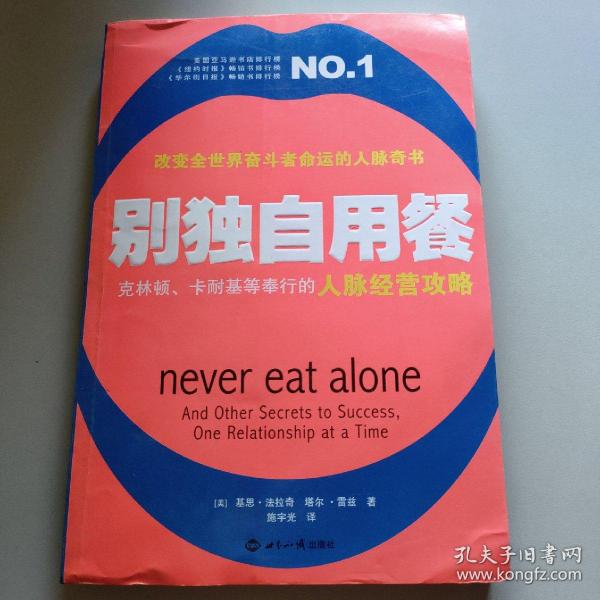 美国亚马逊书店排行榜
《纽约时报》畅销书排行榜
《华尔街日报》畅销书排行榜
NO.1
改变全世界奋斗者命运的人脉奇书
别独自用餐
克林顿、卡耐基等奉行的人脉经营攻略
never eat alone
And Other Secrets to Success,
One Relationship at a Time
[美] 基思·法拉奇 塔尔·雷兹 著
施宇光 译
世界知识出版社
孔夫子旧书网
www.kongfz.com